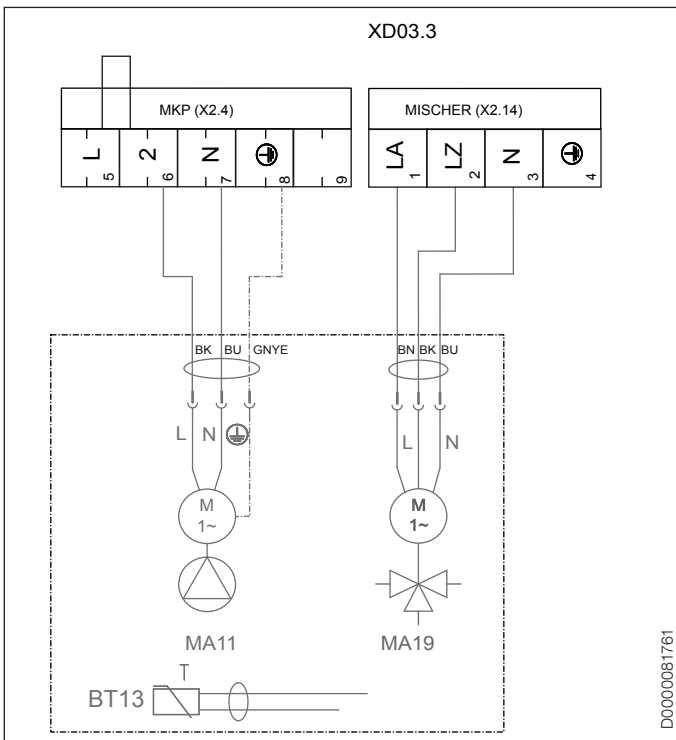 XD03.3
MKP (X2.4)
MISCHER (X2.14)
L 2 N
5 6 7 8 9
LA LZ N
1 2 3 4
BK BU GNYE
BN BK BU
L N
L N
M
1~
M
1~
MA11
MA19
T
BT13
D0000081761